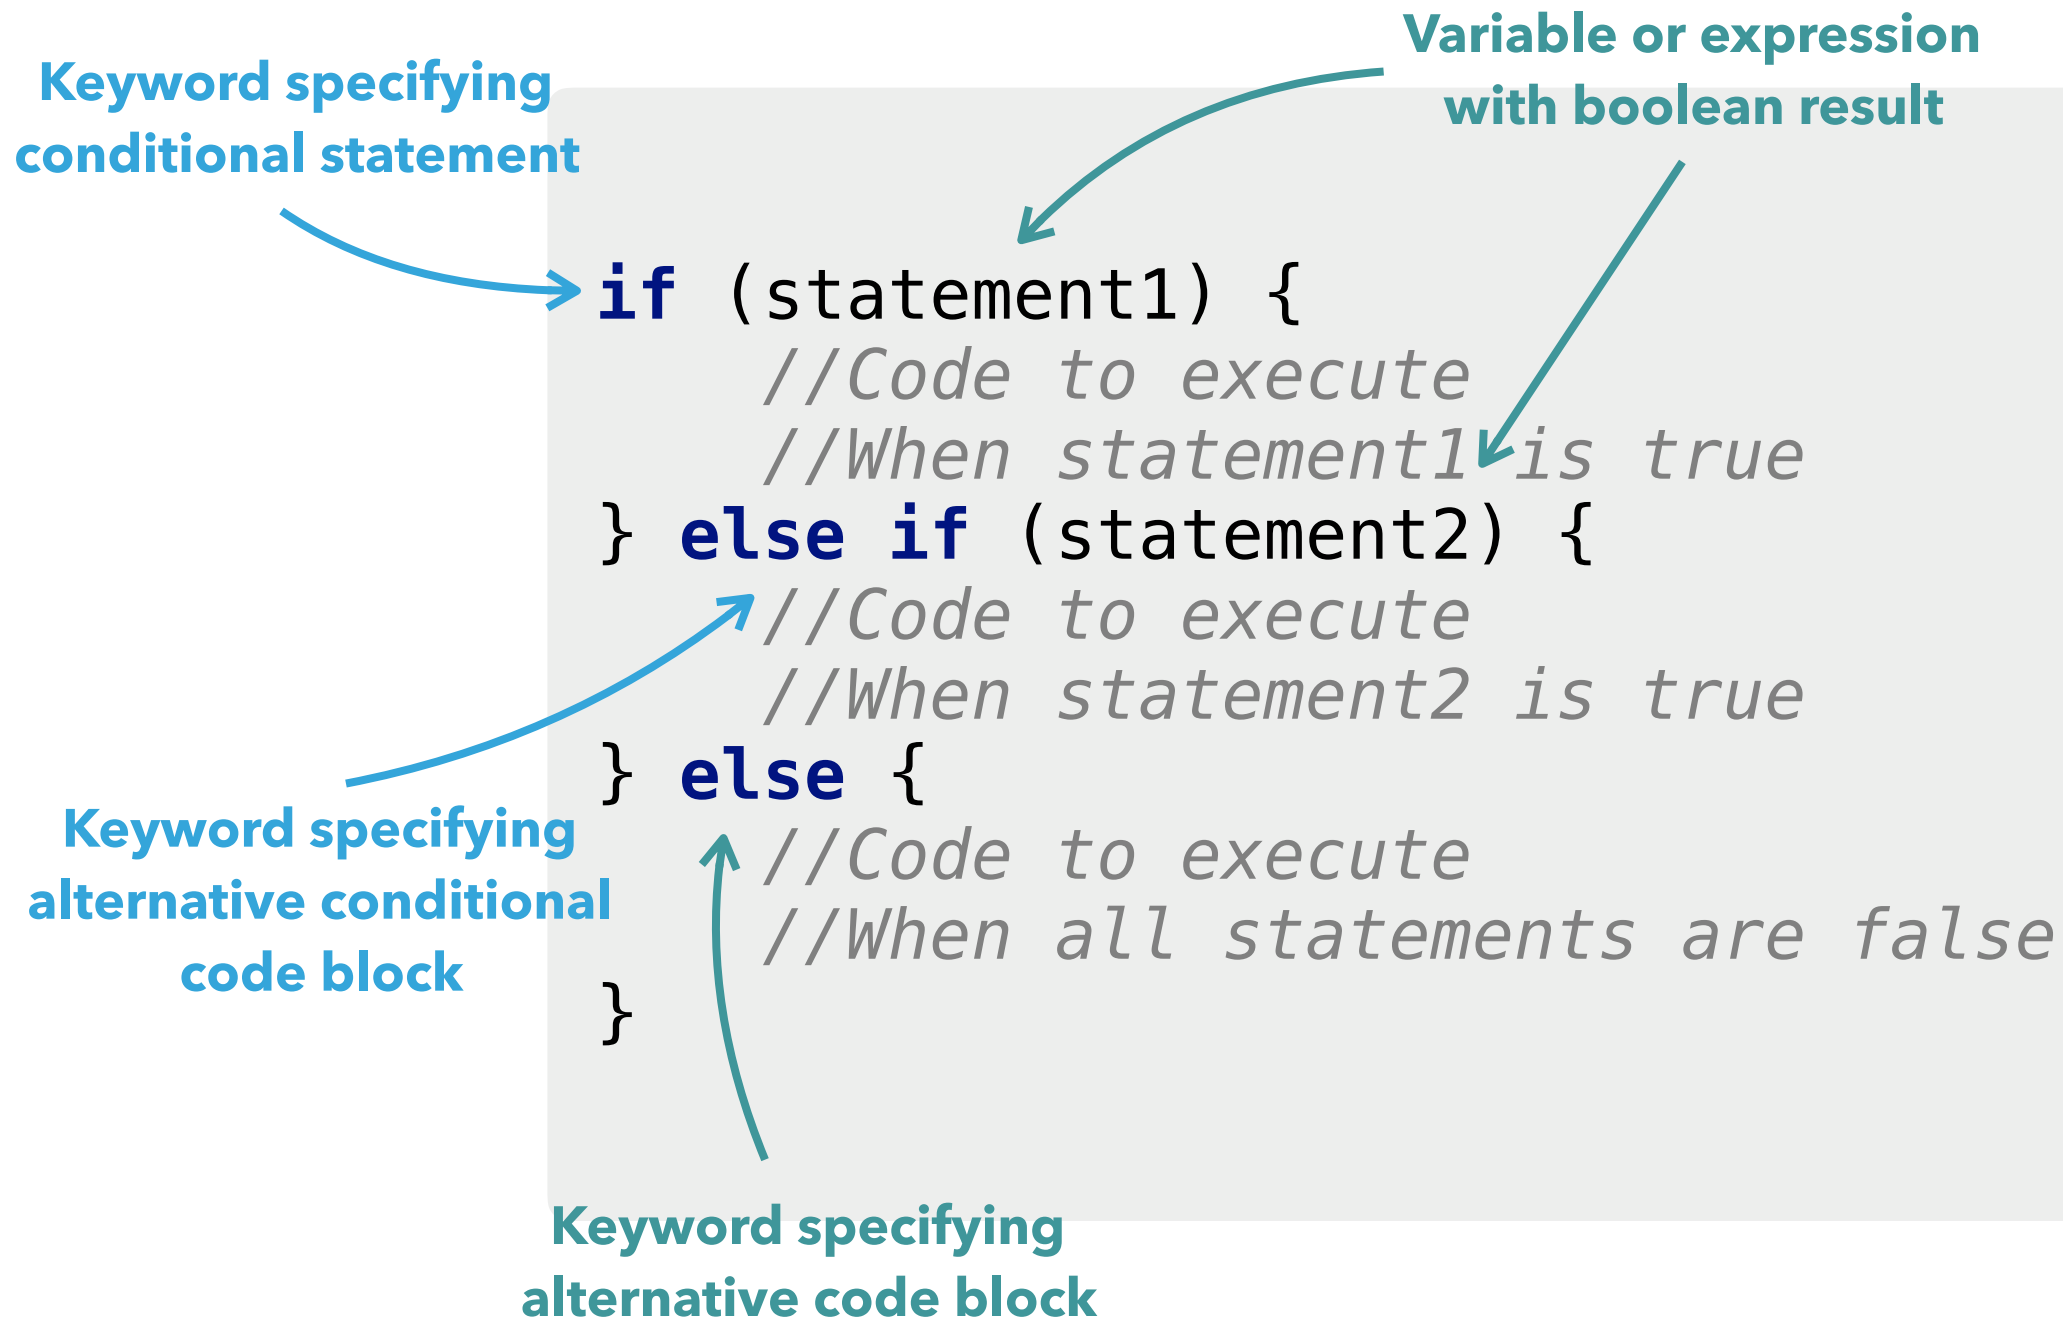 Variable or expression
with boolean result
Keyword specifying
conditional statement
if (statement1) {
//Code to execute
//When statement1 is true
} else if (statement2) {
//Code to execute
//When statement2 is true
} else {
//Code to execute
//When all statements are false
}
Keyword specifying
alternative conditional
code block
Keyword specifying
alternative code block